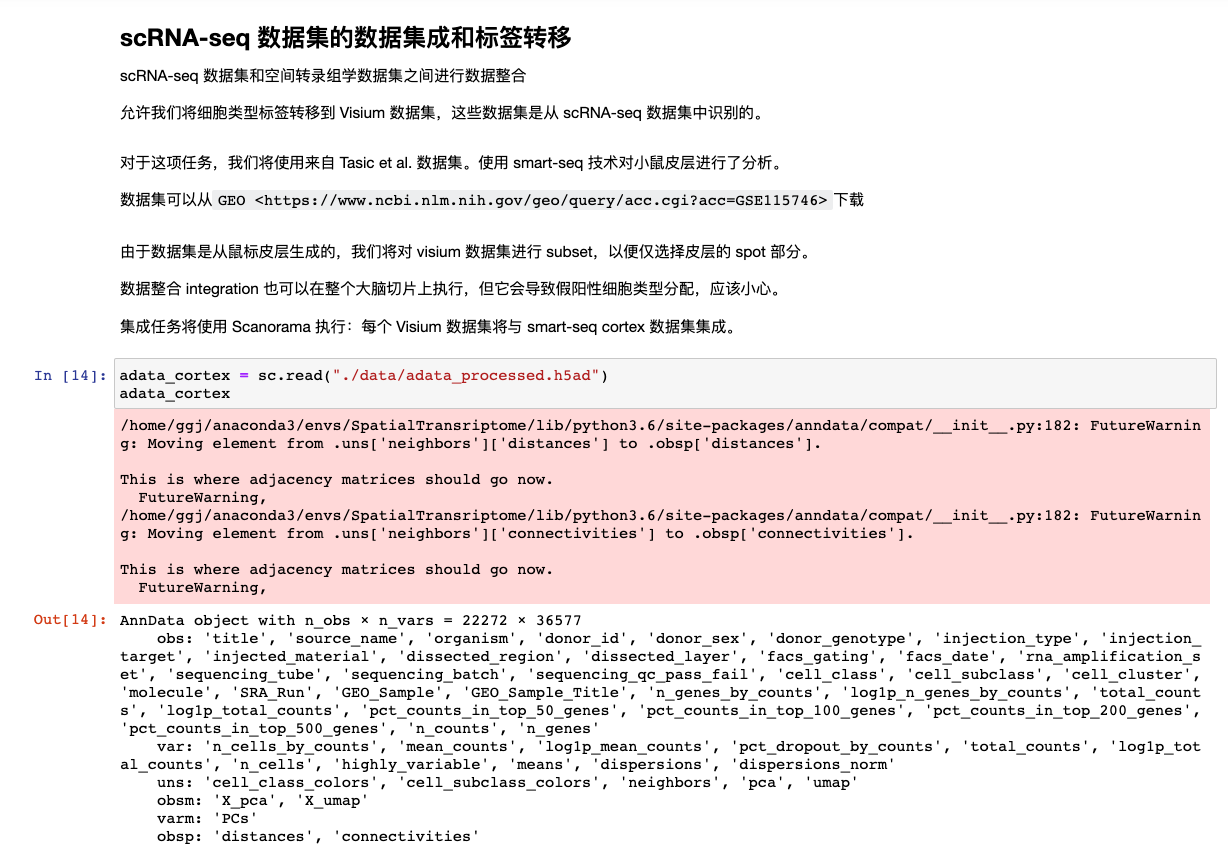 scRNA-seq 数据集的数据集成和标签转移
scRNA-seq 数据集和空间转录组学数据集之间进行数据整合
允许我们将细胞类型标签转移到 Visium 数据集，这些数据集是从 scRNA-seq 数据集中识别的。
对于这项任务，我们将使用来自 Tasic et al. 数据集。使用 smart-seq 技术对小鼠皮层进行了分析。
数据集可以从 GEO <https://www.ncbi.nlm.nih.gov/geo/query/acc.cgi?acc=GSE115746> 下载
由于数据集是从鼠标皮层生成的，我们将对 visium 数据集进行 subset，以便仅选择皮层的 spot 部分。
数据整合 integration 也可以在整个大脑切片上执行，但它会导致假阳性细胞类型分配，应该小心。
集成任务将使用 Scanorama 执行：每个 Visium 数据集将与 smart-seq cortex 数据集集成。
In [14]: adata_cortex = sc.read("./data/adata_processed.h5ad")
adata_cortex
/home/ggj/anaconda3/envs/SpatialTransriptome/lib/python3.6/site-packages/anndata/compat/__init__.py:182: FutureWarnin
g: Moving element from .uns['neighbors']['distances'] to .obsp['distances'].
This is where adjacency matrices should go now.
FutureWarning,
/home/ggj/anaconda3/envs/SpatialTransriptome/lib/python3.6/site-packages/anndata/compat/__init__.py:182: FutureWarnin
g: Moving element from .uns['neighbors']['connectivities'] to .obsp['connectivities'].
This is where adjacency matrices should go now.
FutureWarning,
Out[14]: AnnData object with n_obs × n_vars = 22272 × 36577
obs: 'title', 'source_name', 'organism', 'donor_id', 'donor_sex', 'donor_genotype', 'injection_type', 'injection_
target', 'injected_material', 'dissected_region', 'dissected_layer', 'facs_gating', 'facs_date', 'rna_amplification_s
et', 'sequencing_tube', 'sequencing_batch', 'sequencing_qc_pass_fail', 'cell_class', 'cell_subclass', 'cell_cluster',
'molecule', 'SRA_Run', 'GEO_Sample', 'GEO_Sample_Title', 'n_genes_by_counts', 'log1p_n_genes_by_counts', 'total_count
s', 'log1p_total_counts', 'pct_counts_in_top_50_genes', 'pct_counts_in_top_100_genes', 'pct_counts_in_top_200_genes',
'pct_counts_in_top_500_genes', 'n_counts', 'n_genes'
var: 'n_cells_by_counts', 'mean_counts', 'log1p_mean_counts', 'pct_dropout_by_counts', 'total_counts', 'log1p_tot
al_counts', 'n_cells', 'highly_variable', 'means', 'dispersions', 'dispersions_norm'
uns: 'cell_class_colors', 'cell_subclass_colors', 'neighbors', 'pca', 'umap'
obsm: 'X_pca', 'X_umap'
varm: 'PCs'
obsp: 'distances', 'connectivities'